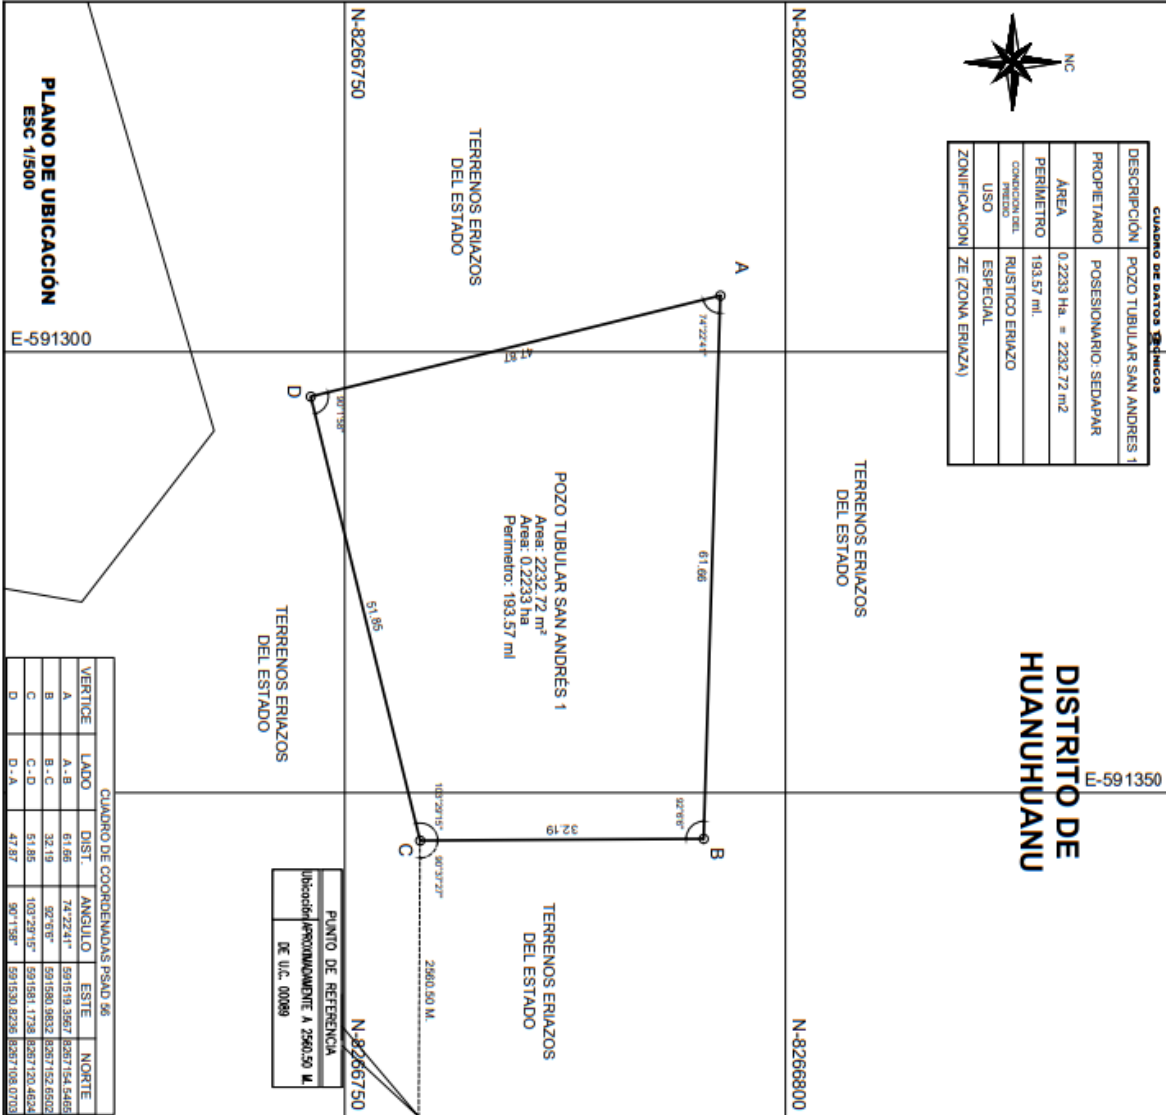 NC
CUADRO DE DATOS TÉCNICOS
DESCRIPCIÓN POZO TUBULAR SAN ANDRES 1
PROPIETARIO POSESIONARIO: SEDAPAR
ÁREA 0.2233 Ha. = 2232.72 m2
PERÍMETRO 193.57 ml.
CONDICION DEL PREDIO RUSTICO ERIAZO
USO ESPECIAL
ZONIFICACION ZE (ZONA ERIAZA)
DISTRITO DE
HUANUHUANU
E-591300
E-591350
N-8266800
N-8266800
N-8266750
N-8266750
TERRENOS ERIAZOS
DEL ESTADO
TERRENOS ERIAZOS
DEL ESTADO
TERRENOS ERIAZOS
DEL ESTADO
TERRENOS ERIAZOS
DEL ESTADO
A
74°22'41"
61.66
B
92°6'6"
32.19
C
103°29'15"
90°37'27"
51.85
D
90°1'58"
47.87
POZO TUBULAR SAN ANDRÉS 1
Area: 2232.72 m²
Area: 0.2233 ha
Perimetro: 193.57 ml
2560.50 M.
PUNTO DE REFERENCIA
Ubicación APROXIMADAMENTE A 2560.50 M.
DE U.C. 00089
PLANO DE UBICACIÓN
ESC 1/500
CUADRO DE COORDENADAS PSAD 56
VERTICE LADO DIST. ANGULO ESTE NORTE
A A - B 61.66 74°22'41" 591519.3567 8267154.5465
B B - C 32.19 92°6'6" 591580.9832 8267152.6502
C C - D 51.85 103°29'15" 591581.1738 8267120.4624
D D - A 47.87 90°1'58" 591530.8236 8267108.0703